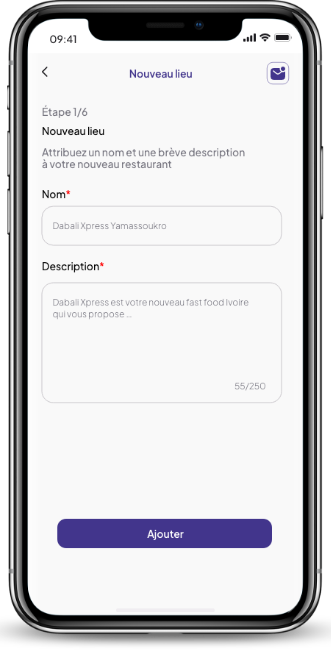 09:41
Nouveau lieu
Étape 1/6
Nouveau lieu
Attribuez un nom et une brève description
à votre nouveau restaurant
Nom*
Dabali Xpress Yamassoukro
Description*
Dabali Xpress est votre nouveau fast food Ivoire
qui vous propose ...
55/250
Ajouter